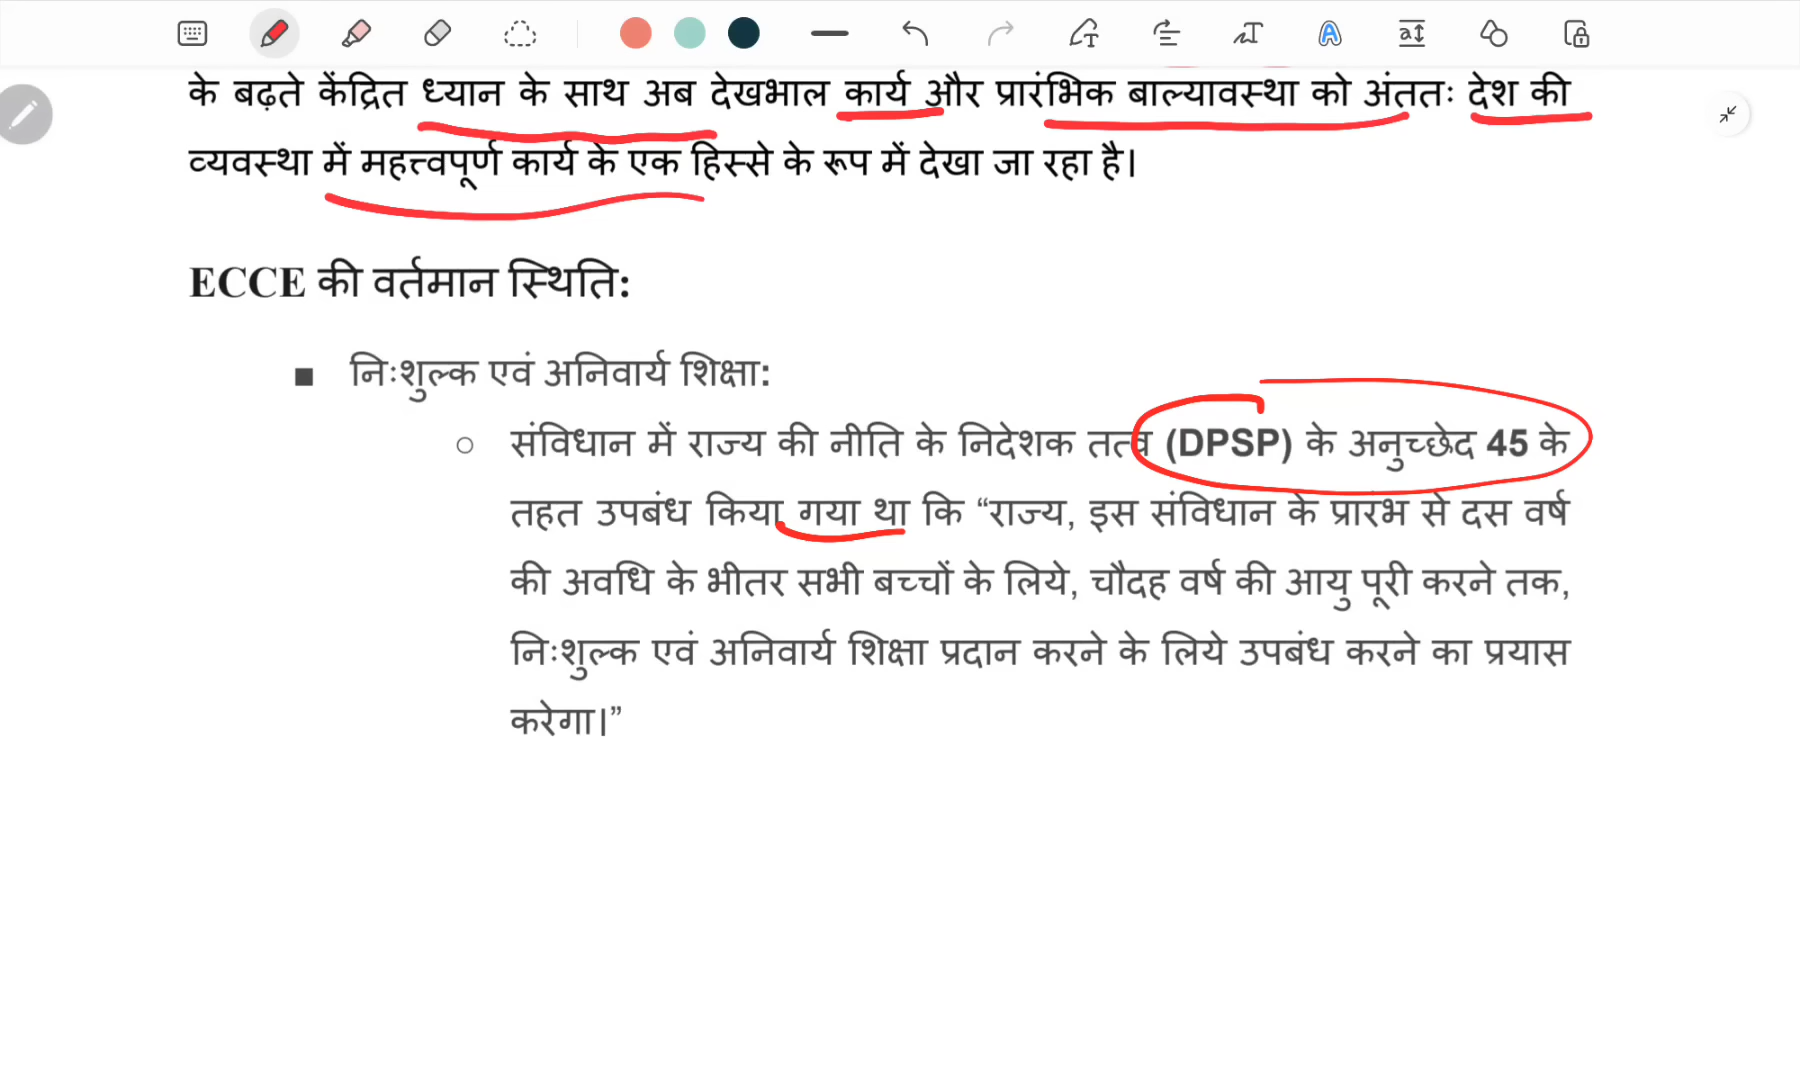 के बढ़ते केंद्रित ध्यान के साथ अब देखभाल कार्य और प्रारंभिक बाल्यावस्था को अंततः देश की
व्यवस्था में महत्त्वपूर्ण कार्य के एक हिस्से के रूप में देखा जा रहा है।
ECCE की वर्तमान स्थिति:
■ निःशुल्क एवं अनिवार्य शिक्षा:
○ संविधान में राज्य की नीति के निदेशक तत्व (DPSP) के अनुच्छेद 45 के
तहत उपबंध किया गया था कि “राज्य, इस संविधान के प्रारंभ से दस वर्ष
की अवधि के भीतर सभी बच्चों के लिये, चौदह वर्ष की आयु पूरी करने तक,
निःशुल्क एवं अनिवार्य शिक्षा प्रदान करने के लिये उपबंध करने का प्रयास
करेगा।”